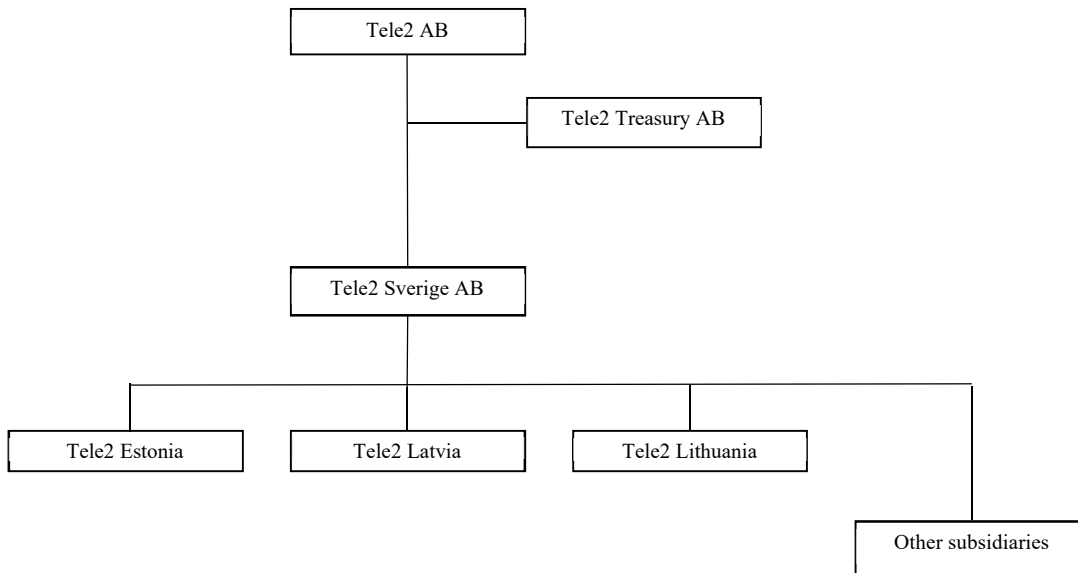 Tele2 AB
Tele2 Treasury AB
Tele2 Sverige AB
Tele2 Estonia
Tele2 Latvia
Tele2 Lithuania
Other subsidiaries